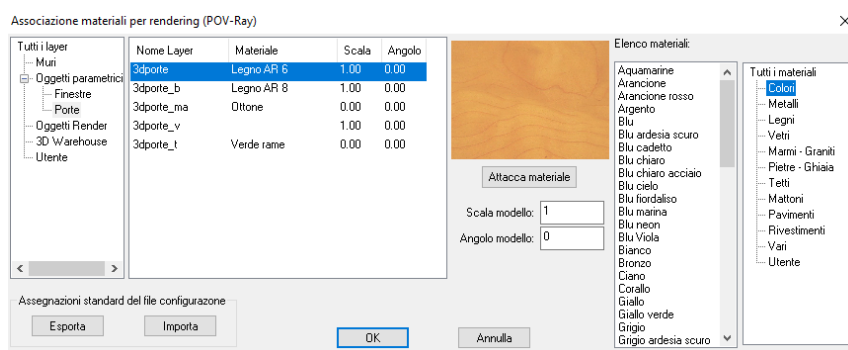 Associazione materiali per rendering (POV-Ray)
Tutti i layer
Muri
Oggetti parametrici
Finestre
Porte
Oggetti Render
3D Warehouse
Utente
Nome Layer Materiale Scala Angolo
3dporte Legno AR 6 1.00 0.00
3dporte_b Legno AR 8 1.00 0.00
3dporte_ma Ottone 0.00 0.00
3dporte_v 1.00 0.00
3dporte_t Verde rame 0.00 0.00
Attacca materiale
Scala modello: 1
Angolo modello: 0
Elenco materiali:
Aquamarine
Arancione
Arancione rosso
Argento
Blu
Blu ardesia scuro
Blu cadetto
Blu chiaro
Blu chiaro acciaio
Blu cielo
Blu fiordaliso
Blu marina
Blu neon
Blu Viola
Bianco
Bronzo
Ciano
Corallo
Giallo
Giallo verde
Grigio
Grigio ardesia scuro
Tutti i materiali
Colori
Metalli
Legni
Vetri
Marmi - Graniti
Pietre - Ghiaia
Tetti
Mattoni
Pavimenti
Rivestimenti
Vari
Utente
Assegnazioni standard del file configurazone
Esporta Importa
OK Annulla